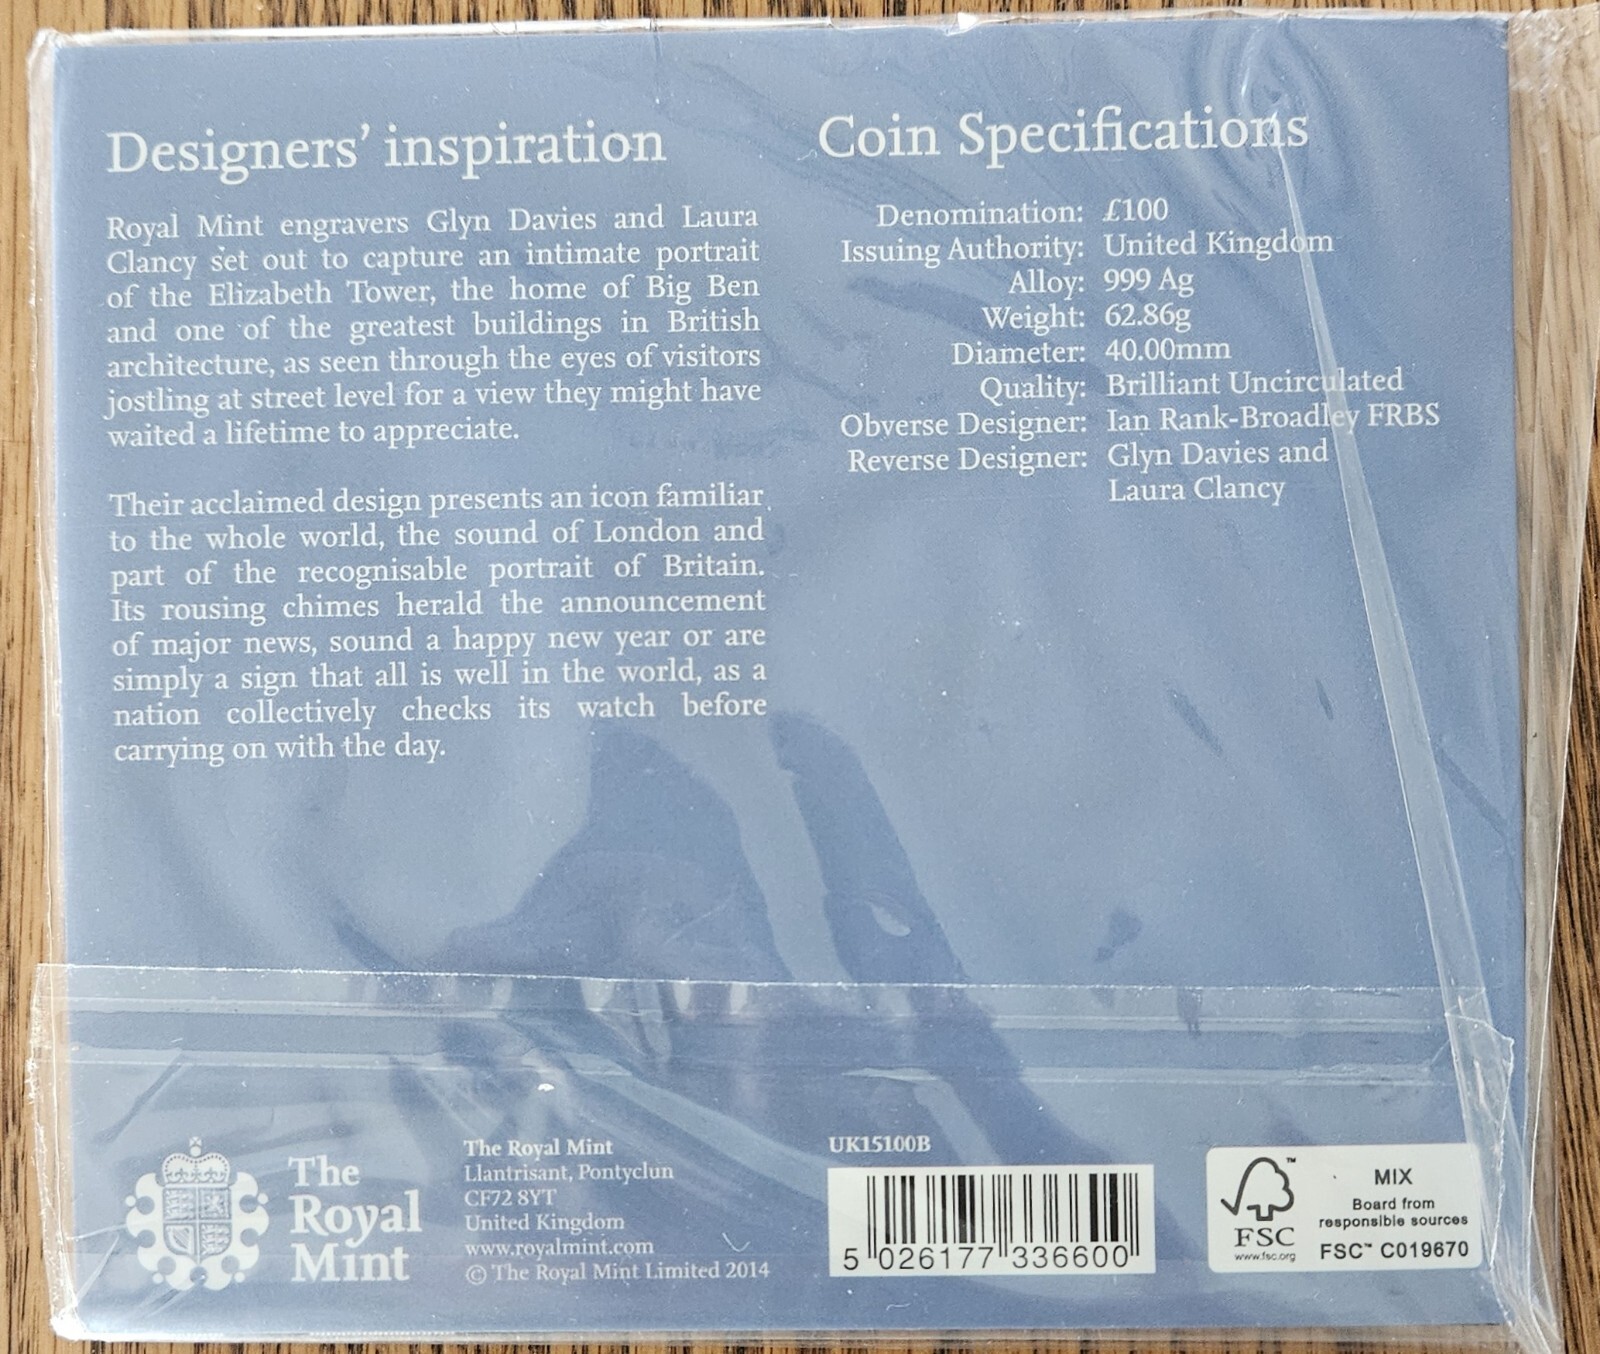 Designers' inspiration
Royal Mint engravers Glyn Davies and Laura
Clancy set out to capture an intimate portrait
of the Elizabeth Tower, the home of Big Ben
and one of the greatest buildings in British
architecture, as seen through the eyes of visitors
jostling at street level for a view they might have
waited a lifetime to appreciate.
Their acclaimed design presents an icon familiar
to the whole world, the sound of London and
part of the recognisable portrait of Britain.
Its rousing chimes herald the announcement
of major news, sound a happy new year or are
simply a sign that all is well in the world, as a
nation collectively checks its watch before
carrying on with the day.
Coin Specifications
Denomination: £100
Issuing Authority: United Kingdom
Alloy: 999 Ag
Weight: 62.86g
Diameter: 40.00mm
Quality: Brilliant Uncirculated
Obverse Designer: Ian Rank-Broadley FRBS
Reverse Designer: Glyn Davies and
Laura Clancy
The
Royal
Mint
The Royal Mint
Llantrisant, Pontyclun
CF72 8YT
United Kingdom
www.royalmint.com
© The Royal Mint Limited 2014
UK15100B
5 026177 336600
FSC
www.fsc.org
MIX
Board from
responsible sources
FSC™ C019670